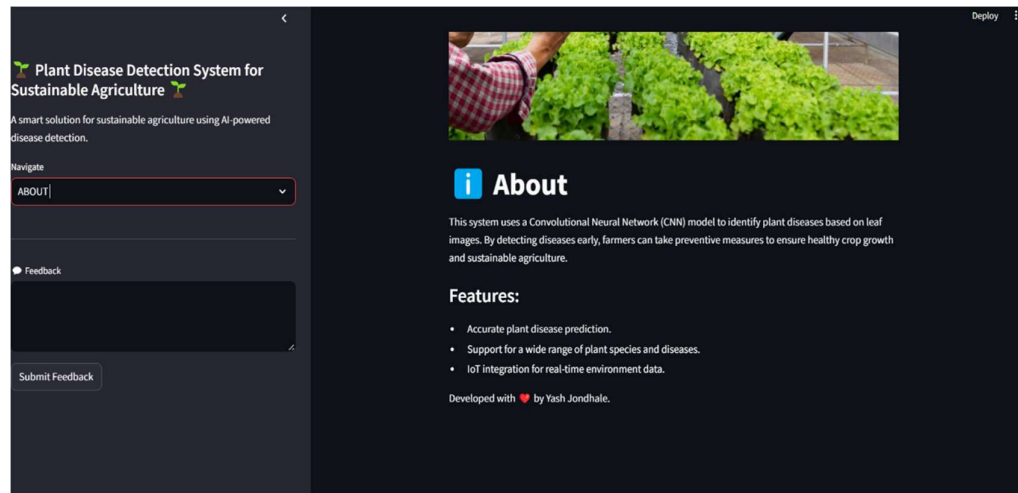 Deploy
🌱 Plant Disease Detection System for
Sustainable Agriculture 🌱
A smart solution for sustainable agriculture using AI-powered
disease detection.
Navigate
ABOUT
💬 Feedback
Submit Feedback
ℹ️ About
This system uses a Convolutional Neural Network (CNN) model to identify plant diseases based on leaf
images. By detecting diseases early, farmers can take preventive measures to ensure healthy crop growth
and sustainable agriculture.
Features:
• Accurate plant disease prediction.
• Support for a wide range of plant species and diseases.
• IoT integration for real-time environment data.
Developed with ❤️ by Yash Jondhale.